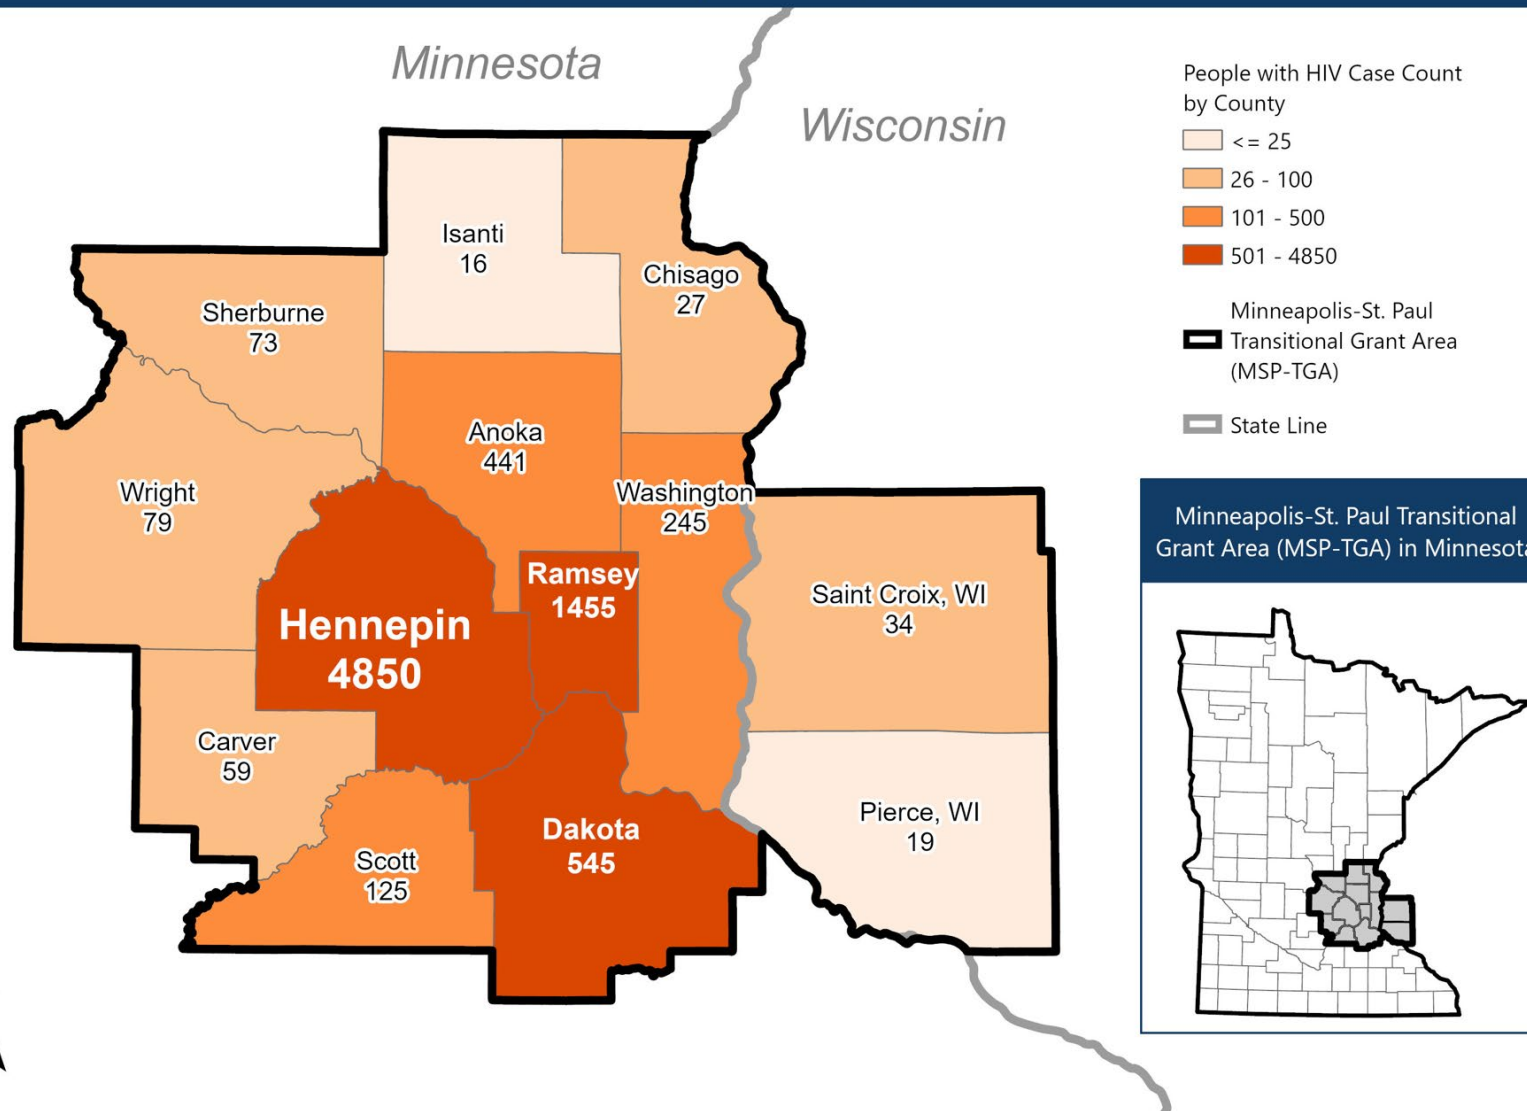 Minnesota
Wisconsin
Isanti
16
Chisago
27
Sherburne
73
Anoka
441
Wright
79
Washington
245
Ramsey
1455
Hennepin
4850
Saint Croix, WI
34
Carver
59
Pierce, WI
19
Dakota
545
Scott
125
People with HIV Case Count
by County
<= 25
26 - 100
101 - 500
501 - 4850
Minneapolis-St. Paul
Transitional Grant Area
(MSP-TGA)
State Line
Minneapolis-St. Paul Transitional
Grant Area (MSP-TGA) in Minnesota